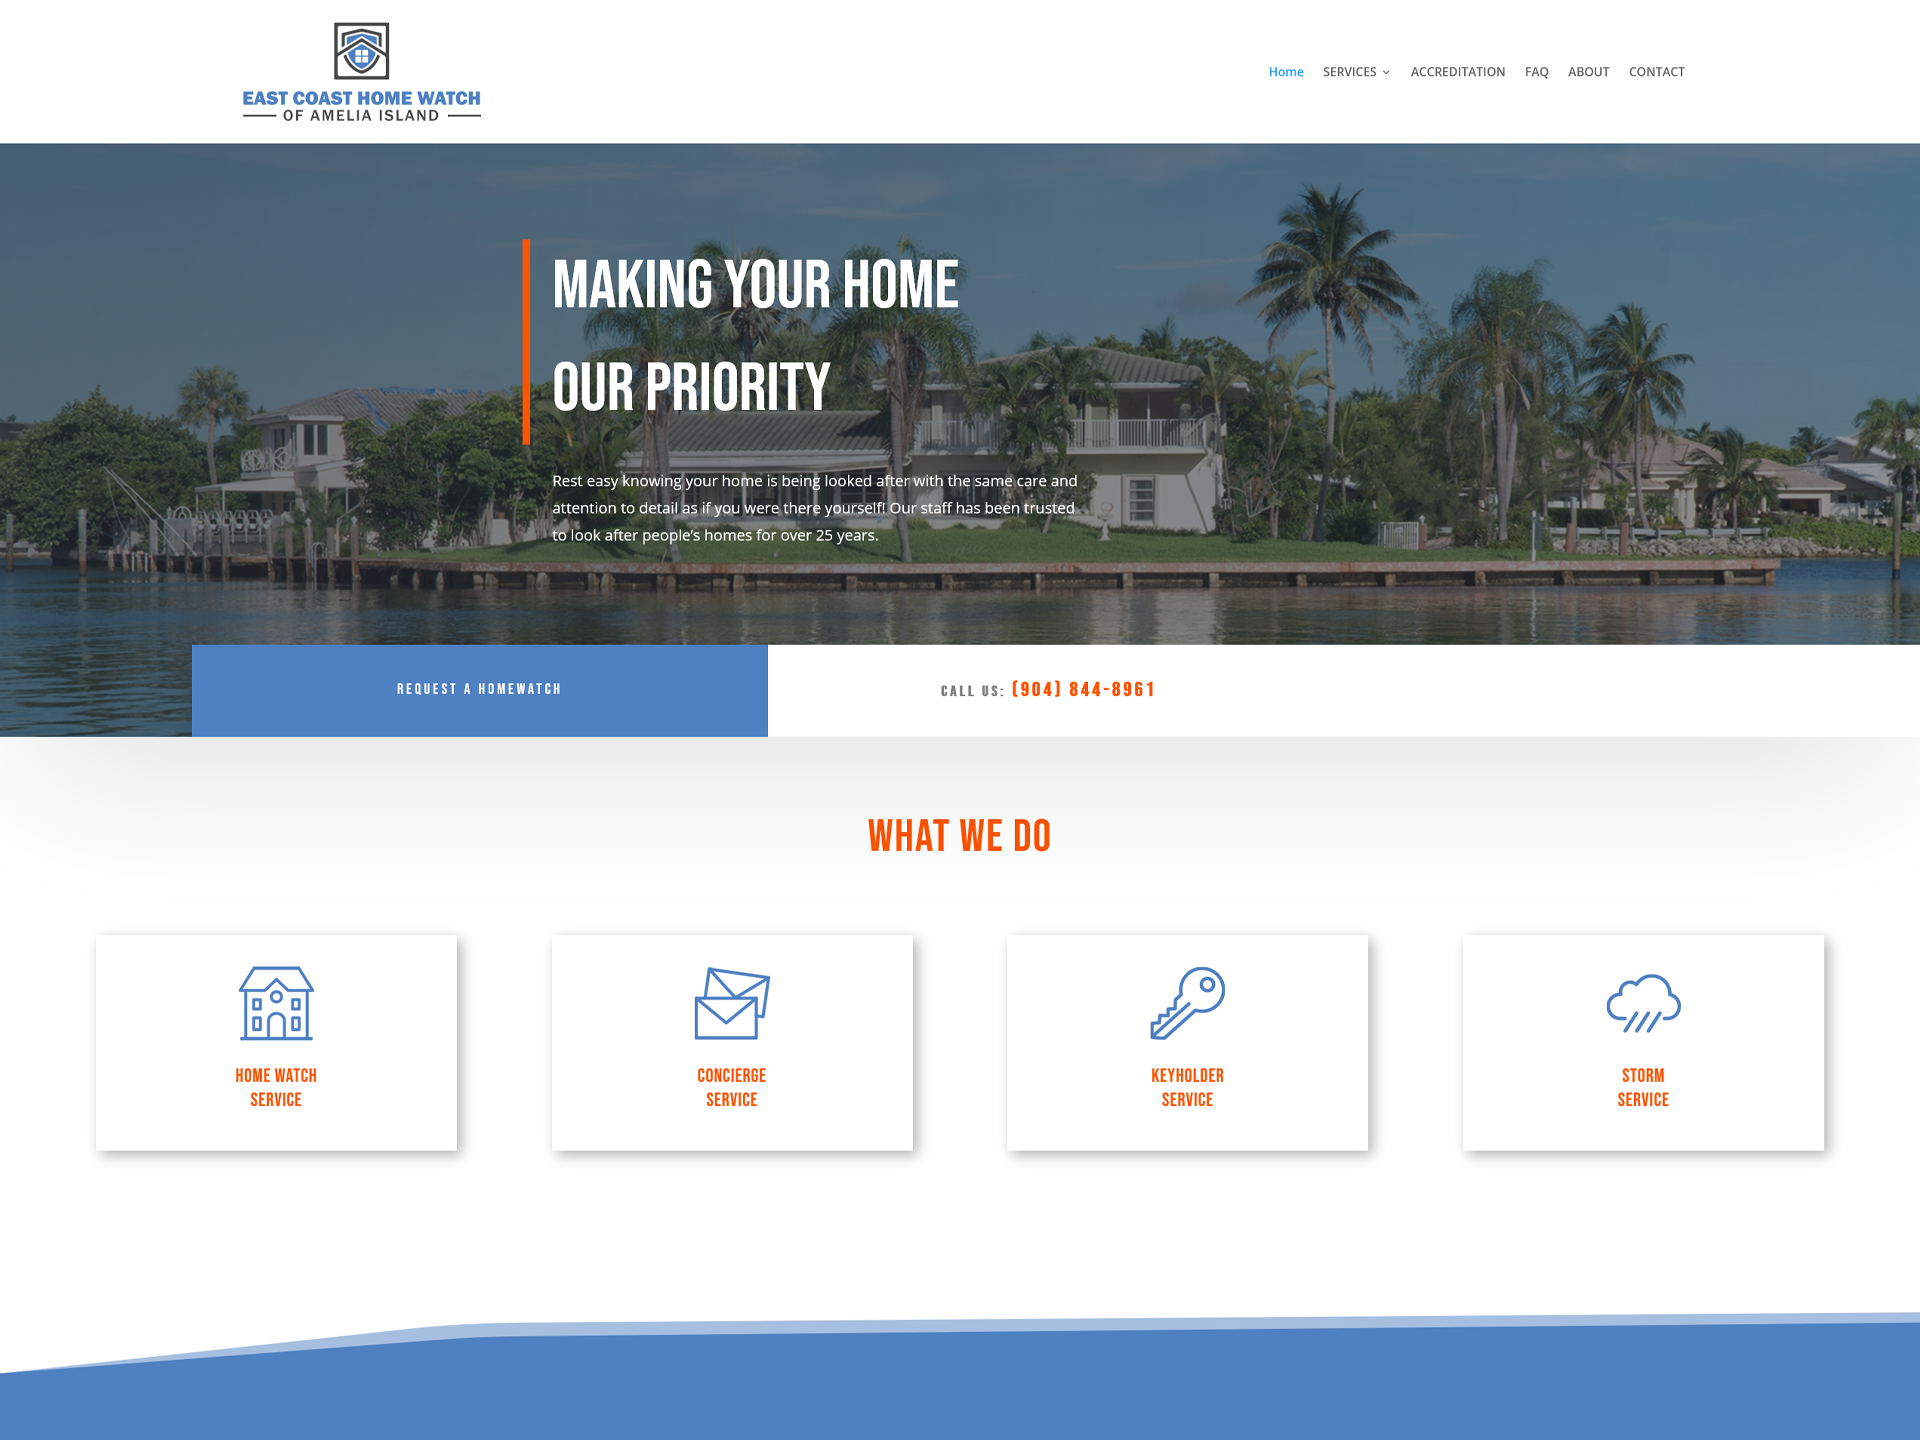 EAST COAST HOME WATCH
OF AMELIA ISLAND
Home SERVICES ACCREDITATION FAQ ABOUT CONTACT
MAKING YOUR HOME
OUR PRIORITY
Rest easy knowing your home is being looked after with the same care and
attention to detail as if you were there yourself! Our staff has been trusted
to look after people’s homes for over 25 years.
REQUEST A HOMEWATCH
CALL US: (904) 844-8961
WHAT WE DO
HOME WATCH
SERVICE
CONCIERGE
SERVICE
KEYHOLDER
SERVICE
STORM
SERVICE